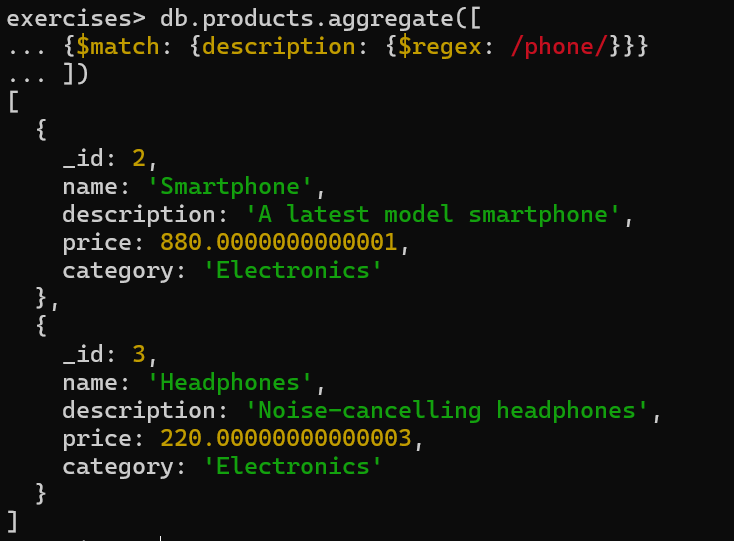 exercises> db.products.aggregate([
... {$match: {description: {$regex: /phone/}}}
... ])
[
  {
    _id: 2,
    name: 'Smartphone',
    description: 'A latest model smartphone',
    price: 880.0000000000001,
    category: 'Electronics'
  },
  {
    _id: 3,
    name: 'Headphones',
    description: 'Noise-cancelling headphones',
    price: 220.00000000000003,
    category: 'Electronics'
  }
]